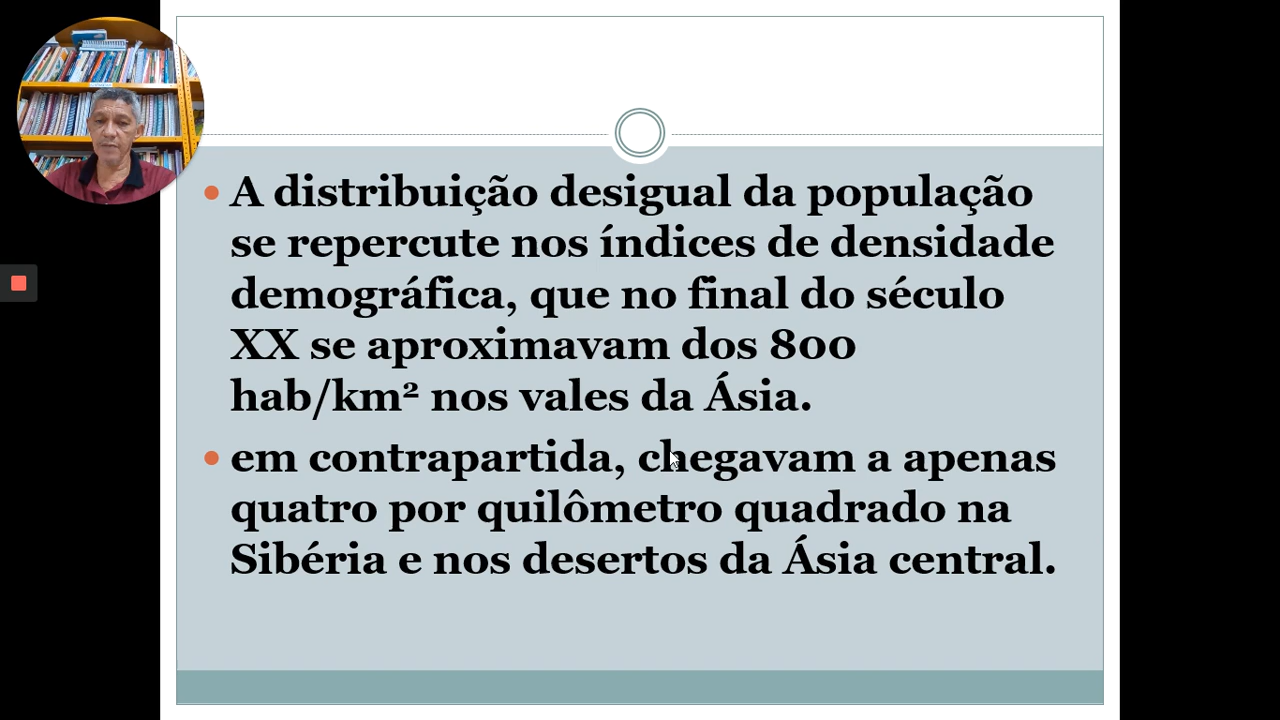 A distribuição desigual da população
se repercute nos índices de densidade
demográfica, que no final do século
XX se aproximavam dos 800
hab/km² nos vales da Ásia.
em contrapartida, chegavam a apenas
quatro por quilômetro quadrado na
Sibéria e nos desertos da Ásia central.